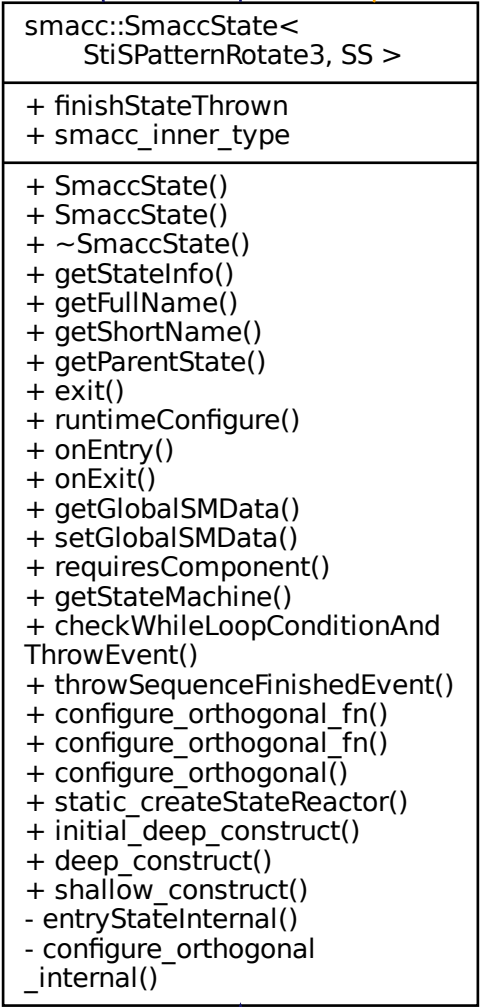 smacc::SmaccState<
StiSPatternRotate3, SS >
+ finishStateThrown
+ smacc_inner_type
+ SmaccState()
+ SmaccState()
+ ~SmaccState()
+ getStateInfo()
+ getFullName()
+ getShortName()
+ getParentState()
+ exit()
+ runtimeConfigure()
+ onEntry()
+ onExit()
+ getGlobalSMData()
+ setGlobalSMData()
+ requiresComponent()
+ getStateMachine()
+ checkWhileLoopConditionAnd
ThrowEvent()
+ throwSequenceFinishedEvent()
+ configure_orthogonal_fn()
+ configure_orthogonal_fn()
+ configure_orthogonal()
+ static_createStateReactor()
+ initial_deep_construct()
+ deep_construct()
+ shallow_construct()
- entryStateInternal()
- configure_orthogonal
_internal()